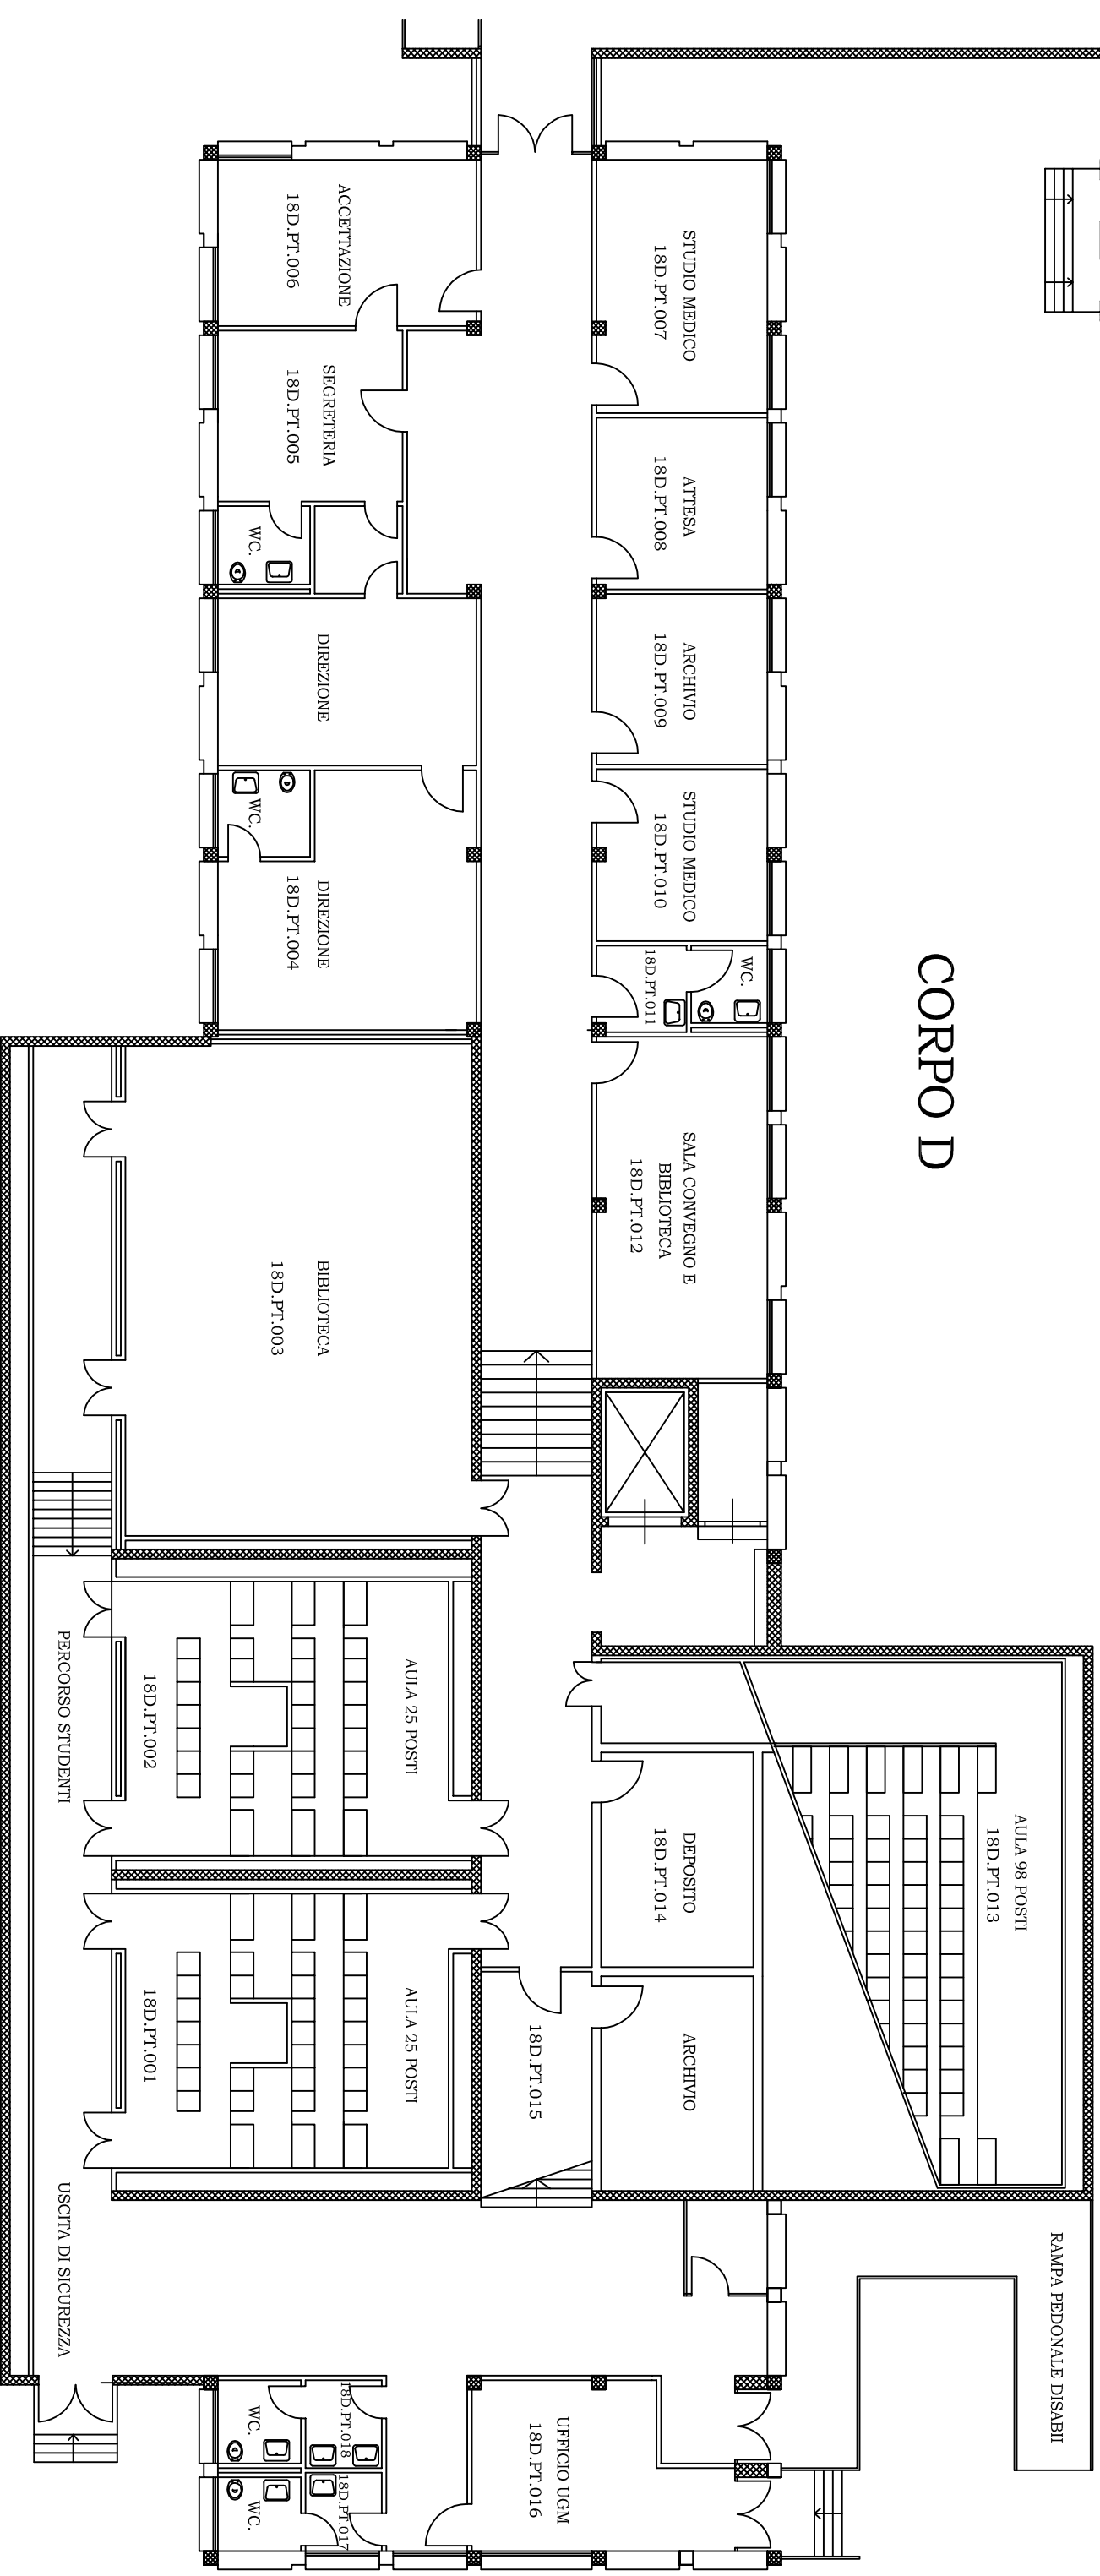 CORPO D
ACCETTAZIONE
18D.PT.006
STUDIO MEDICO
18D.PT.007
SEGRETERIA
18D.PT.005
ATTESA
18D.PT.008
WC.
DIREZIONE
ARCHIVIO
18D.PT.009
WC.
DIREZIONE
18D.PT.004
STUDIO MEDICO
18D.PT.010
18D.PT.011
WC.
SALA CONVEGNO E
BIBLIOTECA
18D.PT.012
BIBLIOTECA
18D.PT.003
PERCORSO STUDENTI
AULA 25 POSTI
18D.PT.002
DEPOSITO
18D.PT.014
AULA 98 POSTI
18D.PT.013
AULA 25 POSTI
18D.PT.001
18D.PT.015
ARCHIVIO
USCITA DI SICUREZZA
RAMPA PEDONALE DISABII
WC.
18D.PT.018
WC.
18D.PT.017
UFFICIO UGM
18D.PT.016